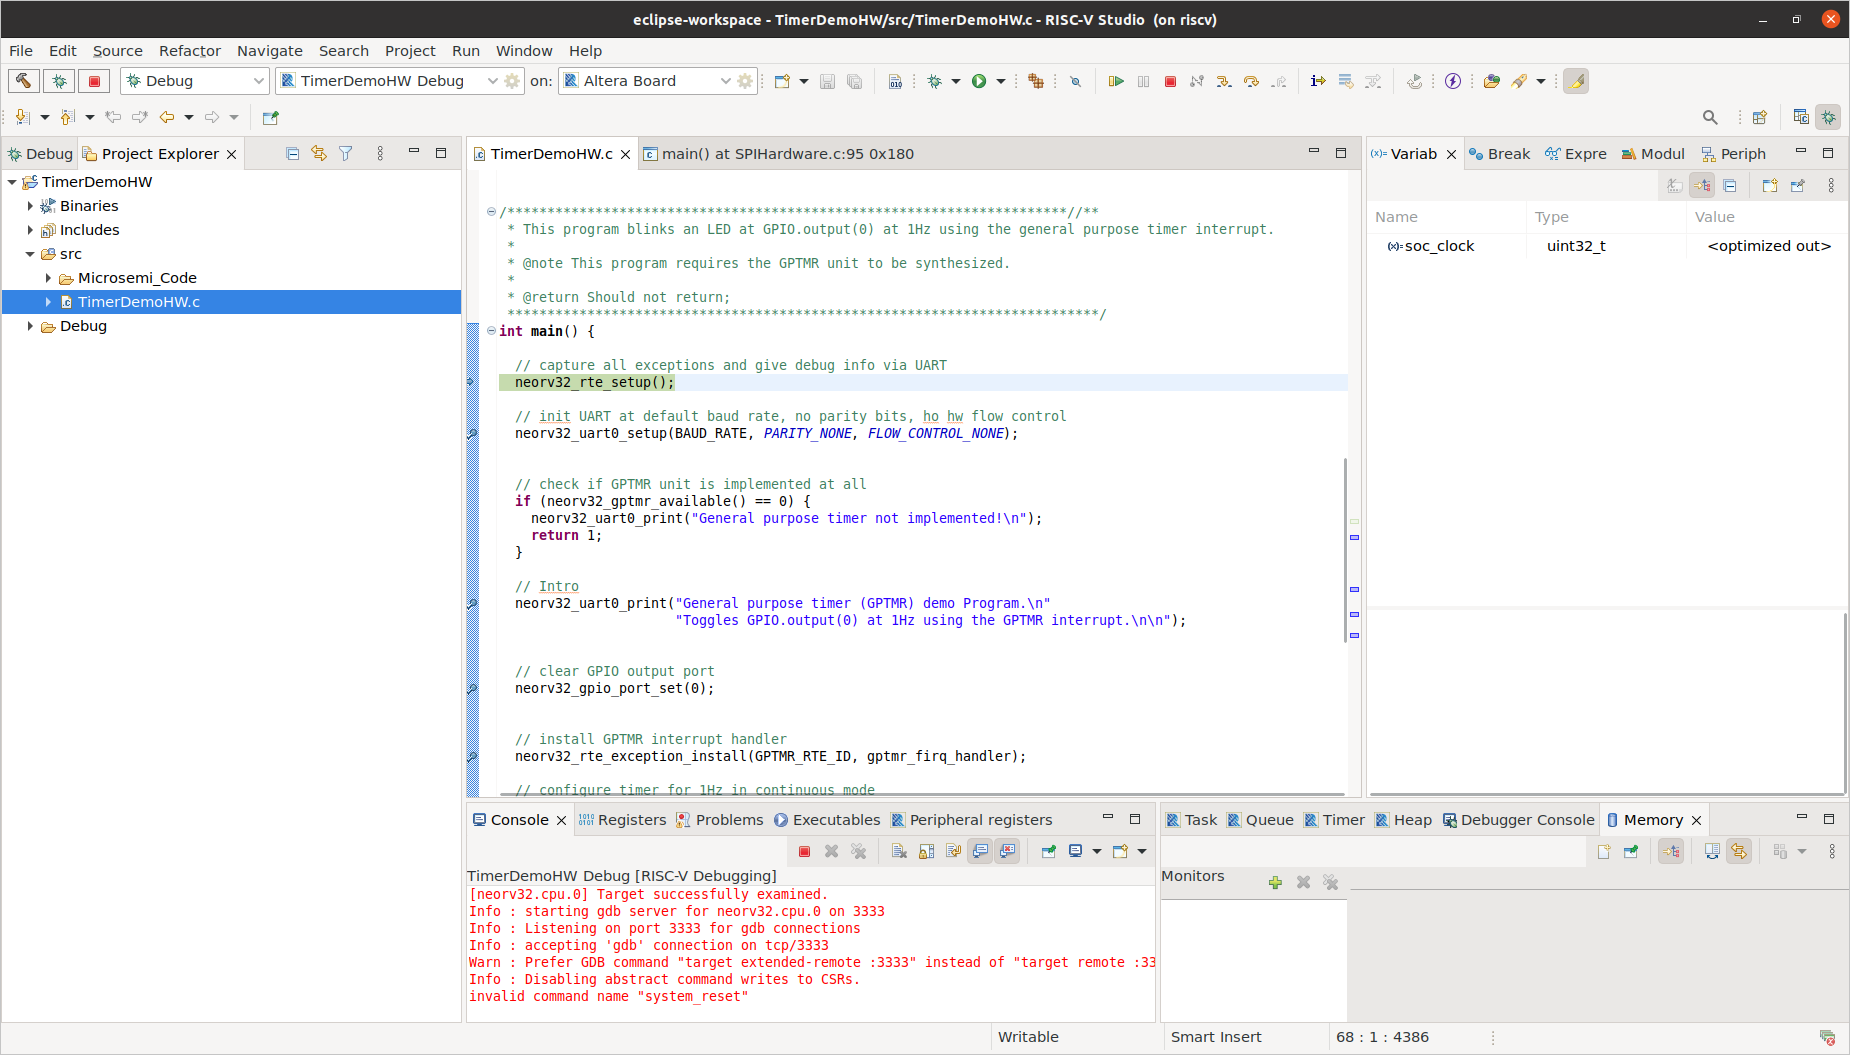 eclipse-workspace - TimerDemoHW/src/TimerDemoHW.c - RISC-V Studio (on riscv)
File Edit Source Refactor Navigate Search Project Run Window Help
Debug TimerDemoHW Debug on: Altera Board
Debug Project Explorer
TimerDemoHW
Binaries
Includes
src
Microsemi_Code
TimerDemoHW.c
Debug
TimerDemoHW.c main() at SPIHardware.c:95 0x180
/**********************************************************************//**
* This program blinks an LED at GPIO.output(0) at 1Hz using the general purpose timer interrupt.
*
* @note This program requires the GPTMR unit to be synthesized.
*
* @return Should not return;
**************************************************************************/
int main() {
// capture all exceptions and give debug info via UART
neorv32_rte_setup();
// init UART at default baud rate, no parity bits, ho hw flow control
neorv32_uart0_setup(BAUD_RATE, PARITY_NONE, FLOW_CONTROL_NONE);
// check if GPTMR unit is implemented at all
if (neorv32_gptmr_available() == 0) {
neorv32_uart0_print("General purpose timer not implemented!\n");
return 1;
}
// Intro
neorv32_uart0_print("General purpose timer (GPTMR) demo Program.\n"
"Toggles GPIO.output(0) at 1Hz using the GPTMR interrupt.\n\n");
// clear GPIO output port
neorv32_gpio_port_set(0);
// install GPTMR interrupt handler
neorv32_rte_exception_install(GPTMR_RTE_ID, gptmr_firq_handler);
// configure timer for 1Hz in continuous mode
(x)= Variab Break Expre Modul Periph
Name Type Value
(x)= soc_clock uint32_t <optimized out>
Console Registers Problems Executables Peripheral registers
TimerDemoHW Debug [RISC-V Debugging]
[neorv32.cpu.0] Target successfully examined.
Info : starting gdb server for neorv32.cpu.0 on 3333
Info : Listening on port 3333 for gdb connections
Info : accepting 'gdb' connection on tcp/3333
Warn : Prefer GDB command "target extended-remote :3333" instead of "target remote :33
Info : Disabling abstract command writes to CSRs.
invalid command name "system_reset"
Task Queue Timer Heap Debugger Console Memory
Monitors
Writable Smart Insert 68 : 1 : 4386